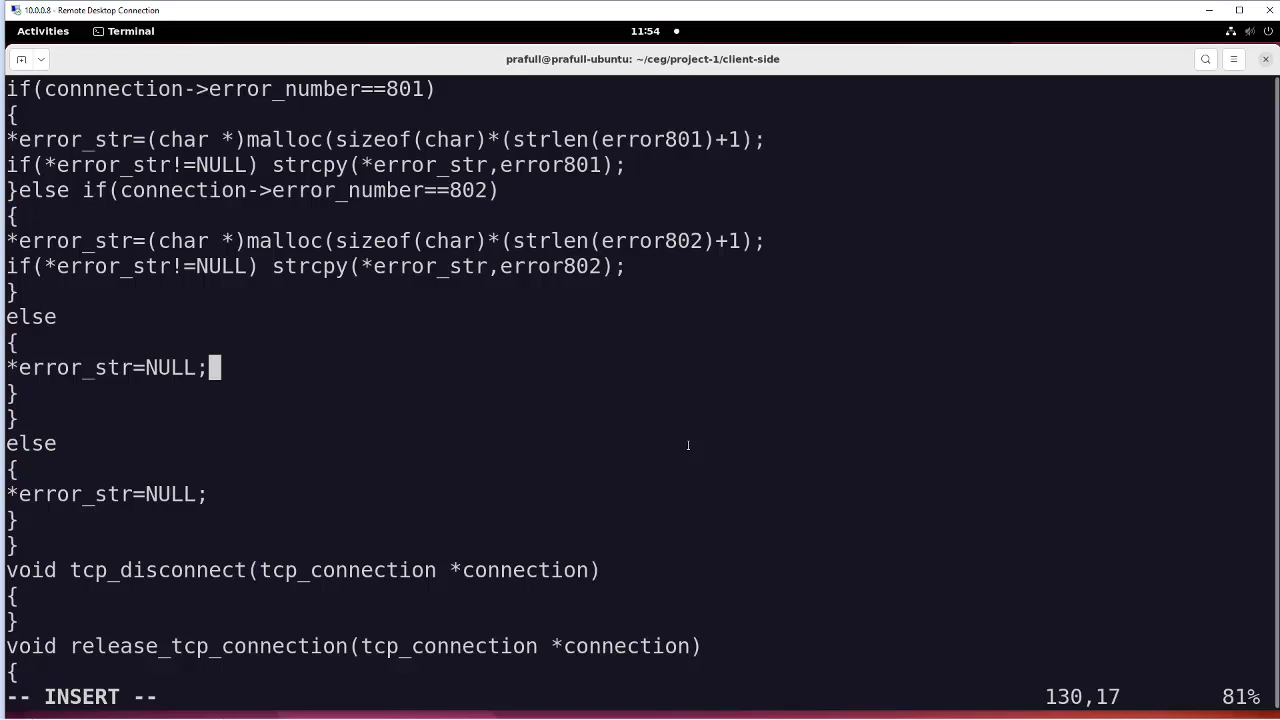 10.0.0.8 - Remote Desktop Connection
Activities Terminal 11:54
prafull@prafull-ubuntu: ~/ceg/project-1/client-side
if(connnection->error_number==801)
{
*error_str=(char *)malloc(sizeof(char)*(strlen(error801)+1);
if(*error_str!=NULL) strcpy(*error_str,error801);
}else if(connection->error_number==802)
{
*error_str=(char *)malloc(sizeof(char)*(strlen(error802)+1);
if(*error_str!=NULL) strcpy(*error_str,error802);
}
else
{
*error_str=NULL;
}
}
else
{
*error_str=NULL;
}
}
void tcp_disconnect(tcp_connection *connection)
{
}
void release_tcp_connection(tcp_connection *connection)
{
-- INSERT -- 130,17 81%